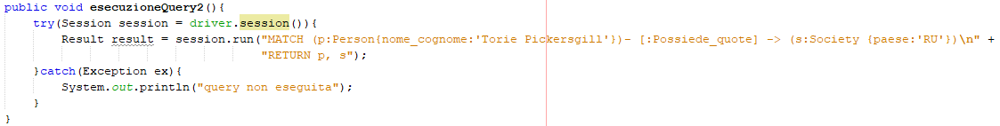 public void esecuzioneQuery2(){
try(Session session = driver.session()){
Result result = session.run("MATCH (p:Person{nome_cognome:'Torie Pickersgill'})- [:Possiede_quote] -> (s:Society {paese:'RU'})\n" +
"RETURN p, s");
}catch(Exception ex){
System.out.println("query non eseguita");
}
}